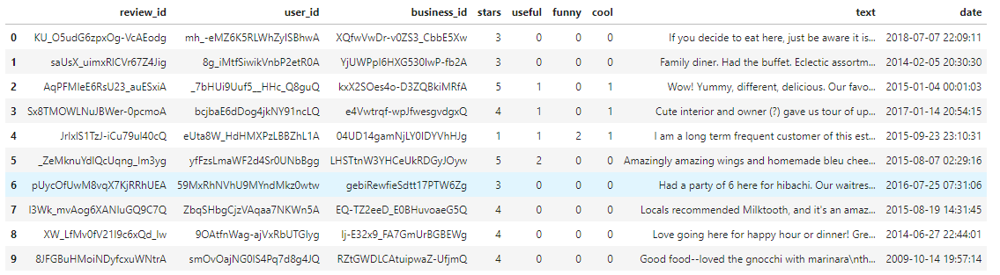 review_id user_id business_id stars useful funny cool text date
0 KU_O5udG6zpxOg-VcAEodg mh_-eMZ6K5RLWhZyISBhwA XQfwVwDr-v0ZS3_CbbE5Xw 3 0 0 0 If you decide to eat here, just be aware it is... 2018-07-07 22:09:11
1 saUsX_uimxRlCVr67Z4Jig 8g_iMtfSiwikVnbP2etR0A YjUWPpI6HXG530lwP-fb2A 3 0 0 0 Family diner. Had the buffet. Eclectic assortm... 2014-02-05 20:30:30
2 AqPFMleE6RsU23_auESxiA _7bHUi9Uuf5__HHc_Q8guQ kxX2SOes4o-D3ZQBkiMRfA 5 1 0 1 Wow! Yummy, different, delicious. Our favo... 2015-01-04 00:01:03
3 Sx8TMOWLNuJBWer-0pcmoA bcjbaE6dDog4jkNY91ncLQ e4Vwtrqf-wpJfwesgvdgxQ 4 1 0 1 Cute interior and owner (?) gave us tour of up... 2017-01-14 20:54:15
4 JrIxlS1TzJ-iCu79ul40cQ eUta8W_HdHMXPzLBBZhL1A 04UD14gamNjLY0IDYVhHJg 1 1 2 1 I am a long term frequent customer of this est... 2015-09-23 23:10:31
5 _ZeMknuYdlQcUqng_Im3yg yfFzsLmaWF2d4Sr0UNbBgg LHSTtnW3YHCeUkRDGyJOyw 5 2 0 0 Amazingly amazing wings and homemade bleu chee... 2015-08-07 02:29:16
6 pUycOfUwM8vqX7KjRRhUEA 59MxRhNVhU9MYndMkz0wtw gebiRewfieSdtt17PTW6Zg 3 0 0 0 Had a party of 6 here for hibachi. Our waitres... 2016-07-25 07:31:06
7 l3Wk_mvAog6XANIuGQ9C7Q ZbqSHbgCjzVAqaa7NKWn5A EQ-TZ2eeD_E0BHuvoaeG5Q 4 0 0 0 Locals recommended Milktooth, and it's an amaz... 2015-08-19 14:31:45
8 XW_LfMv0fV21l9c6xQd_lw 9OAtfnWag-ajVxRbUTGIyg lj-E32x9_FA7GmUrBGBEWg 4 0 0 0 Love going here for happy hour or dinner! Gre... 2014-06-27 22:44:01
9 8JFGBuHMoiNDyfcxuWNtrA smOvOajNG0lS4Pq7d8g4JQ RZtGWDLCAtuipwaZ-UfjmQ 4 0 0 0 Good food--loved the gnocchi with marinara\nth... 2009-10-14 19:57:14